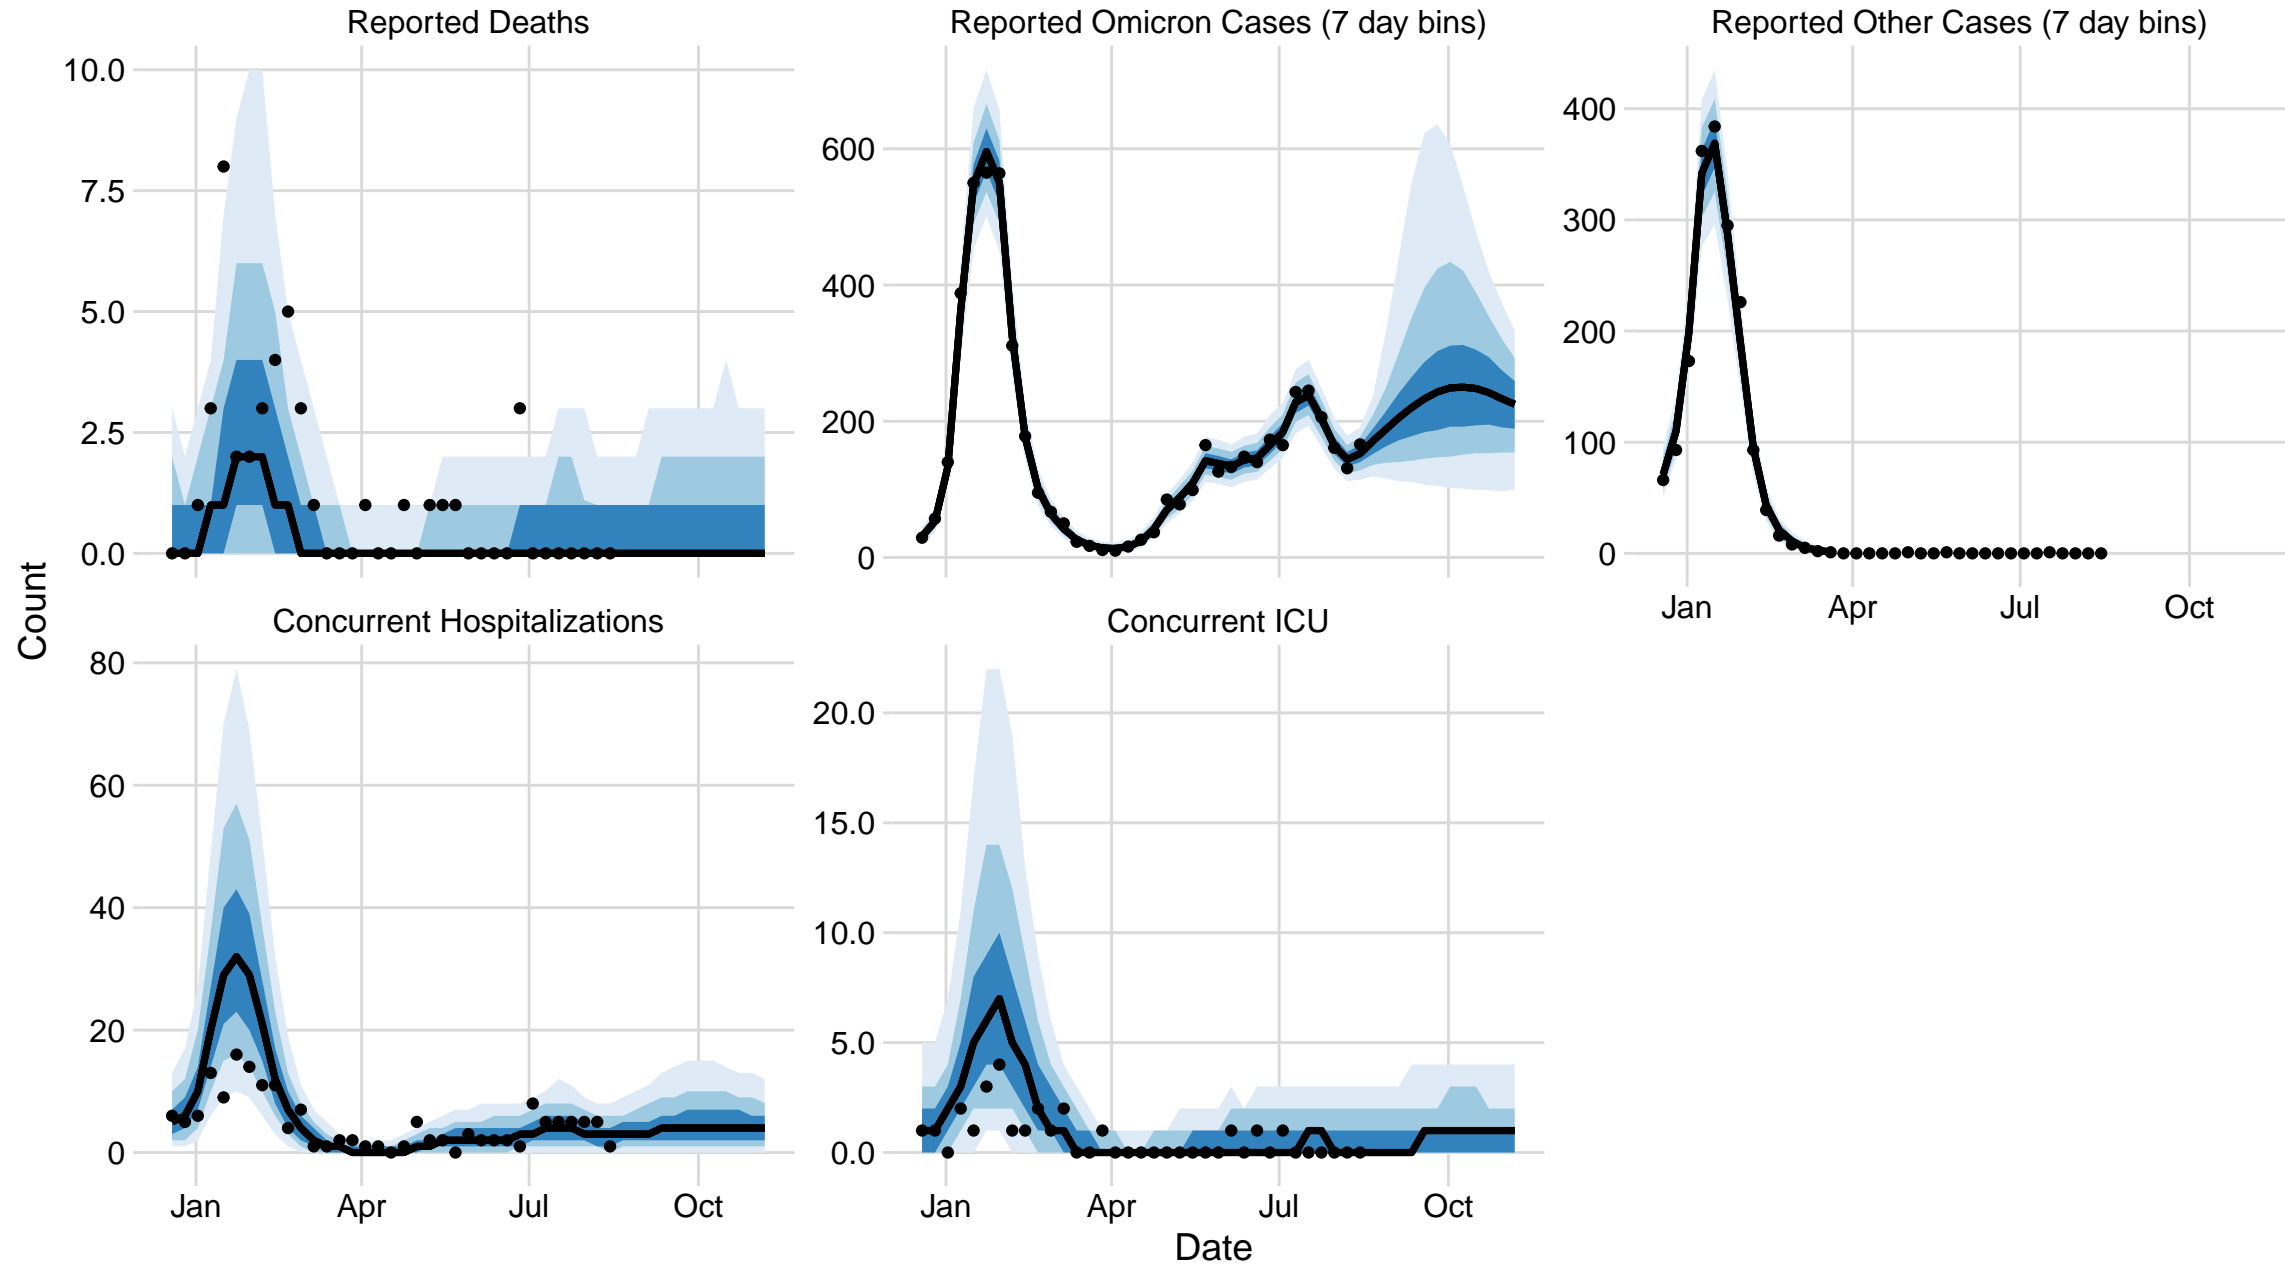 Reported Deaths
Reported Omicron Cases (7 day bins)
Reported Other Cases (7 day bins)
10.0
7.5
5.0
2.5
0.0
600
400
200
0
400
300
200
100
0
Jan Apr Jul Oct
Count
Concurrent Hospitalizations
Concurrent ICU
80
60
40
20
0
20.0
15.0
10.0
5.0
0.0
Jan Apr Jul Oct
Jan Apr Jul Oct
Date